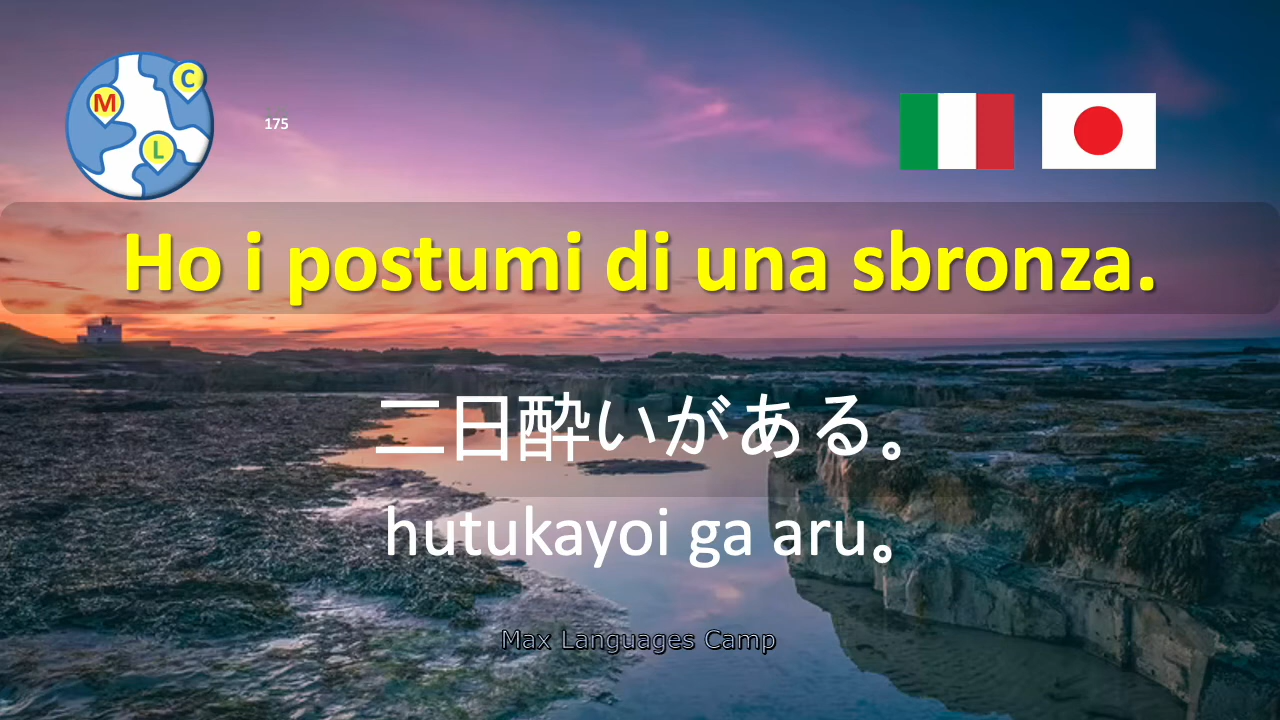 M
C
L
175
Ho i postumi di una sbronza.
二日酔いがある。
hutukayoi ga aru。
Max Languages Camp